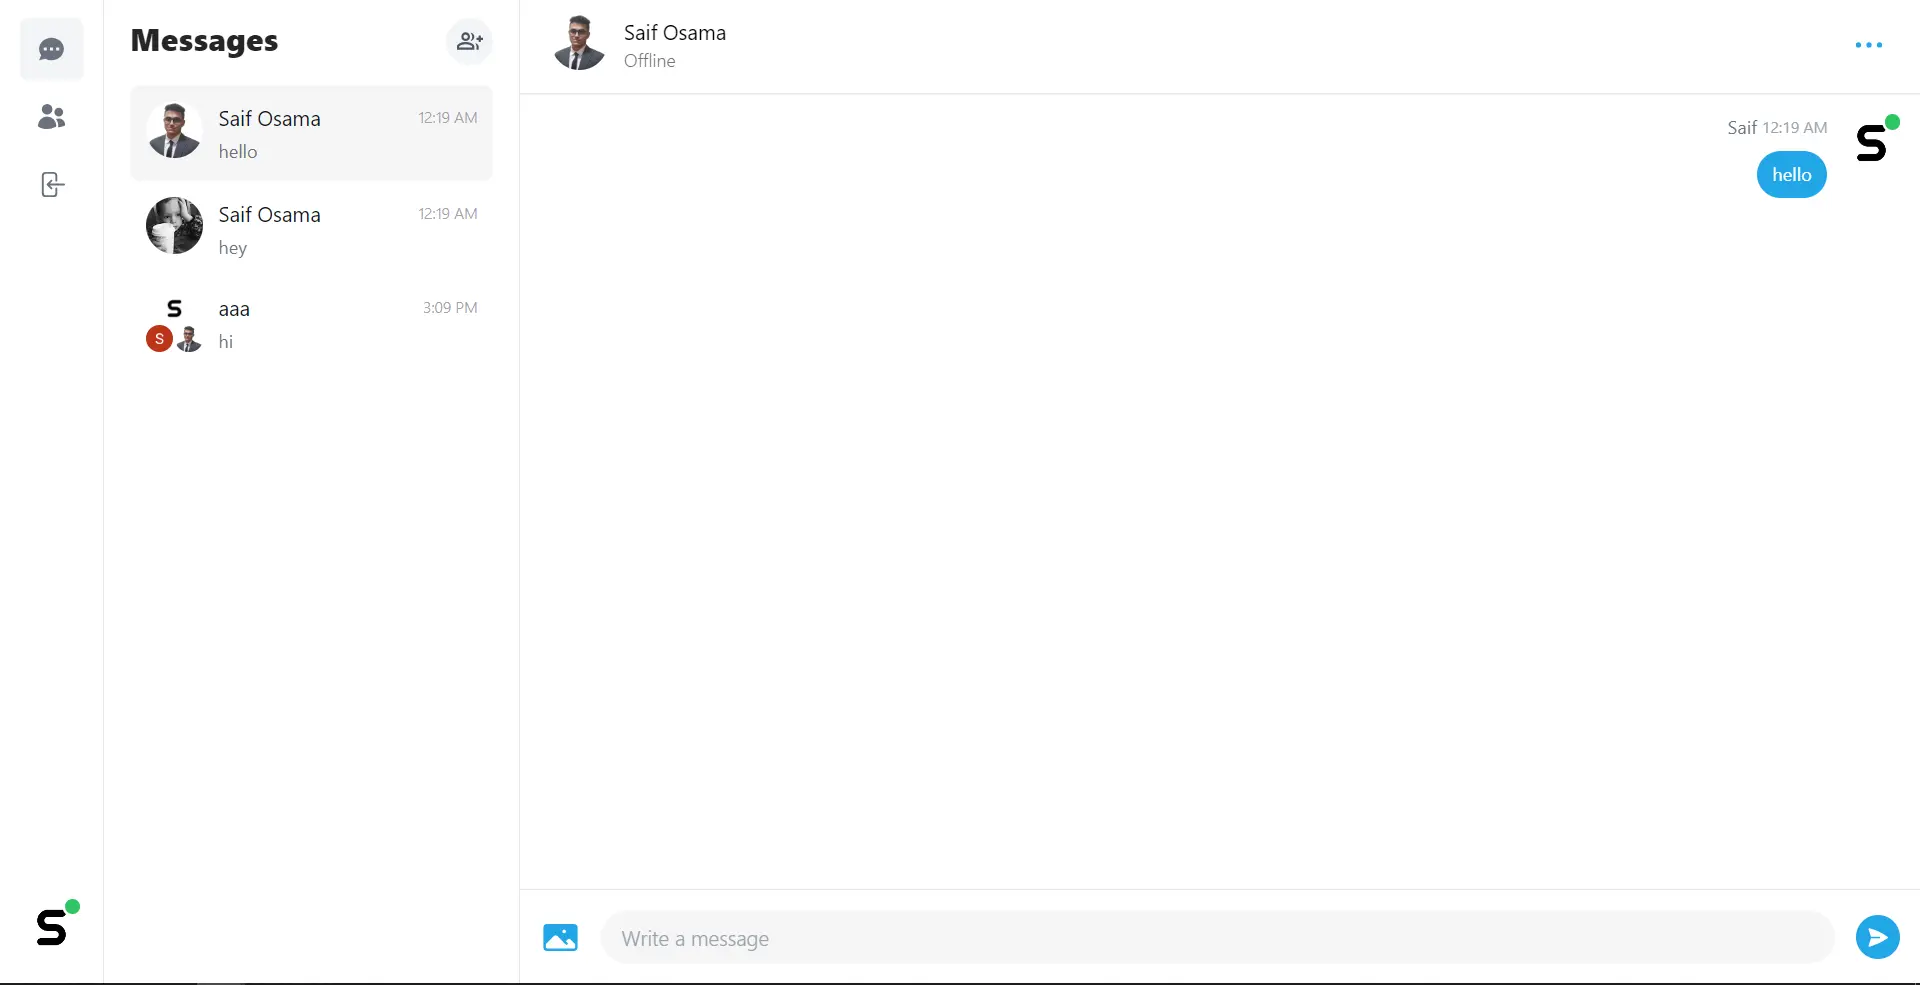 Messages
Saif Osama 12:19 AM
hello
Saif Osama 12:19 AM
hey
S aaa 3:09 PM
S hi
Saif Osama
Offline
Saif 12:19 AM
S
hello
Write a message
S